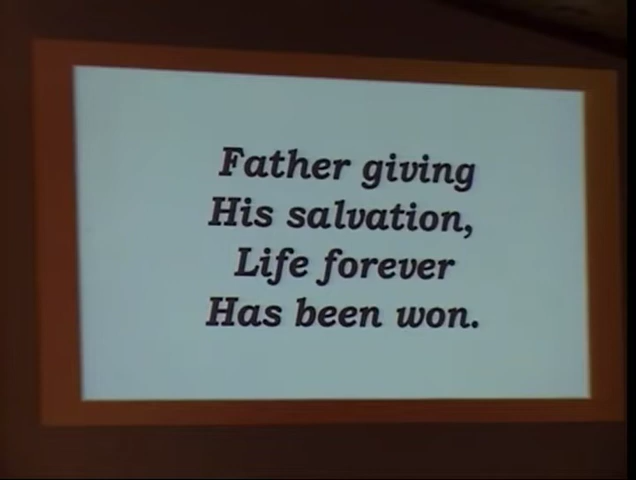 Father giving
His salvation,
Life forever
Has been won.